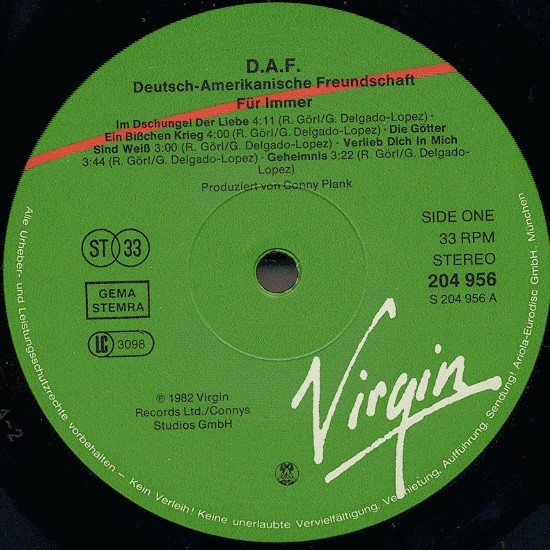 D.A.F.
Deutsch-Amerikanische Freundschaft
Für Immer
Im Dschungel Der Liebe 4:11 (R. Görl/G. Delgado-Lopez) ·
Ein Bißchen Krieg 4:00 (R. Görl/G. Delgado-Lopez) · Die Götter
Sind Weiß 3:00 (R. Görl/G. Delgado-Lopez) · Verlieb Dich In Mich
3:44 (R. Görl/G. Delgado-Lopez) · Geheimnis 3:22 (R. Görl/G. Delgado-
Lopez)
Produziert von Conny Plank
SIDE ONE
33 RPM
STEREO
204 956
S 204 956 A
ST 33
GEMA
STEMRA
LC 3098
℗ 1982 Virgin
Records Ltd./Connys
Studios GmbH
Virgin
Alle Urheber- und Leistungsschutzrechte vorbehalten – Kein Verleih! Keine unerlaubte Vervielfältigung, Vermietung, Aufführung, Sendung! Ariola-Eurodisc GmbH., München
A-2